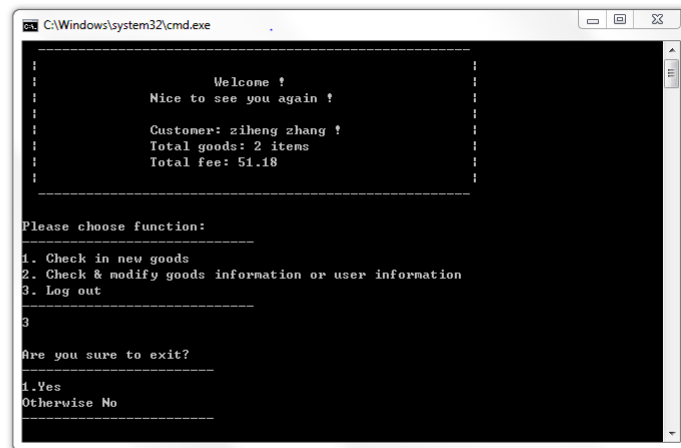 C:\Windows\system32\cmd.exe
Welcome !
Nice to see you again !
Customer: ziheng zhang !
Total goods: 2 items
Total fee: 51.18
Please choose function:
1. Check in new goods
2. Check & modify goods information or user information
3. Log out
3
Are you sure to exit?
1.Yes
Otherwise No